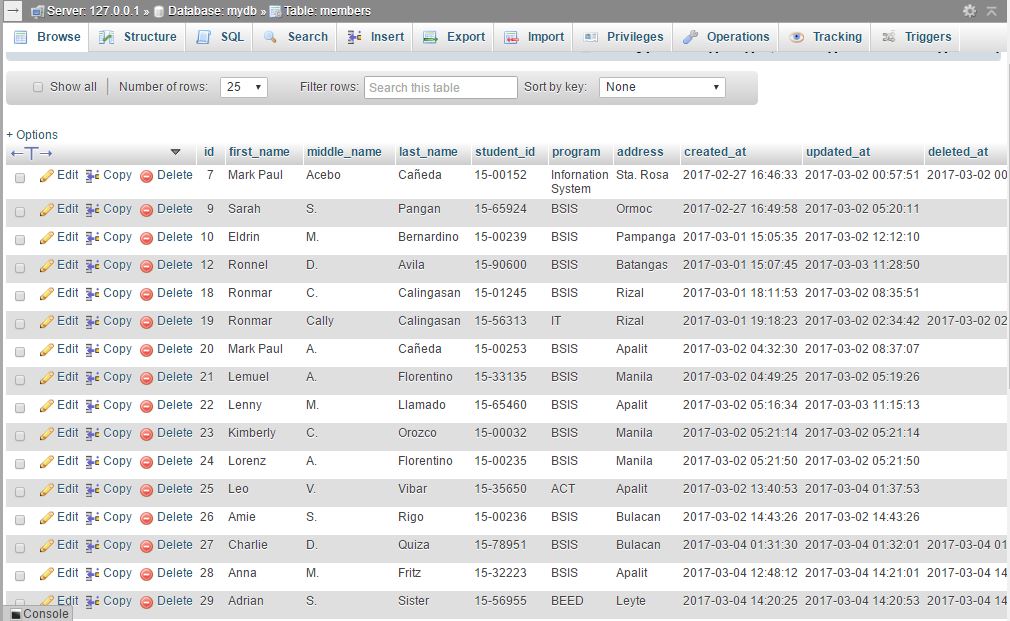 Server: 127.0.0.1 » Database: mydb » Table: members
Browse Structure SQL Search Insert Export Import Privileges Operations Tracking Triggers
Show all Number of rows: 25 Filter rows: Search this table Sort by key: None
+ Options
←T→ id first_name middle_name last_name student_id program address created_at updated_at deleted_at
Edit Copy Delete 7 Mark Paul Acebo Cañeda 15-00152 Infornation Sta. Rosa 2017-02-27 16:46:33 2017-03-02 00:57:51 2017-03-02 00
System
Edit Copy Delete 9 Sarah S. Pangan 15-65924 BSIS Ormoc 2017-02-27 16:49:58 2017-03-02 05:20:11
Edit Copy Delete 10 Eldrin M. Bernardino 15-00239 BSIS Pampanga 2017-03-01 15:05:35 2017-03-02 12:12:10
Edit Copy Delete 12 Ronnel D. Avila 15-90600 BSIS Batangas 2017-03-01 15:07:45 2017-03-03 11:28:50
Edit Copy Delete 18 Ronmar C. Calingasan 15-01245 BSIS Rizal 2017-03-01 18:11:53 2017-03-02 08:35:51
Edit Copy Delete 19 Ronmar Cally Calingasan 15-56313 IT Rizal 2017-03-01 19:18:23 2017-03-02 02:34:42 2017-03-02 02
Edit Copy Delete 20 Mark Paul A. Cañeda 15-00253 BSIS Apalit 2017-03-02 04:32:30 2017-03-02 08:37:07
Edit Copy Delete 21 Lemuel A. Florentino 15-33135 BSIS Manila 2017-03-02 04:49:25 2017-03-02 05:19:26
Edit Copy Delete 22 Lenny M. Llamado 15-65460 BSIS Apalit 2017-03-02 05:16:34 2017-03-03 11:15:13
Edit Copy Delete 23 Kimberly C. Orozco 15-00032 BSIS Manila 2017-03-02 05:21:14 2017-03-02 05:21:14
Edit Copy Delete 24 Lorenz A. Florentino 15-00235 BSIS Manila 2017-03-02 05:21:50 2017-03-02 05:21:50
Edit Copy Delete 25 Leo V. Vibar 15-35650 ACT Apalit 2017-03-02 13:40:53 2017-03-04 01:37:53
Edit Copy Delete 26 Amie S. Rigo 15-00236 BSIS Bulacan 2017-03-02 14:43:26 2017-03-02 14:43:26
Edit Copy Delete 27 Charlie D. Quiza 15-78951 BSIS Bulacan 2017-03-04 01:31:30 2017-03-04 01:32:01 2017-03-04 01
Edit Copy Delete 28 Anna M. Fritz 15-32223 BSIS Apalit 2017-03-04 12:48:12 2017-03-04 14:21:01 2017-03-04 14
Edit Copy Delete 29 Adrian S. Sister 15-56955 BEED Leyte 2017-03-04 14:20:25 2017-03-04 14:20:53 2017-03-04 14
Console